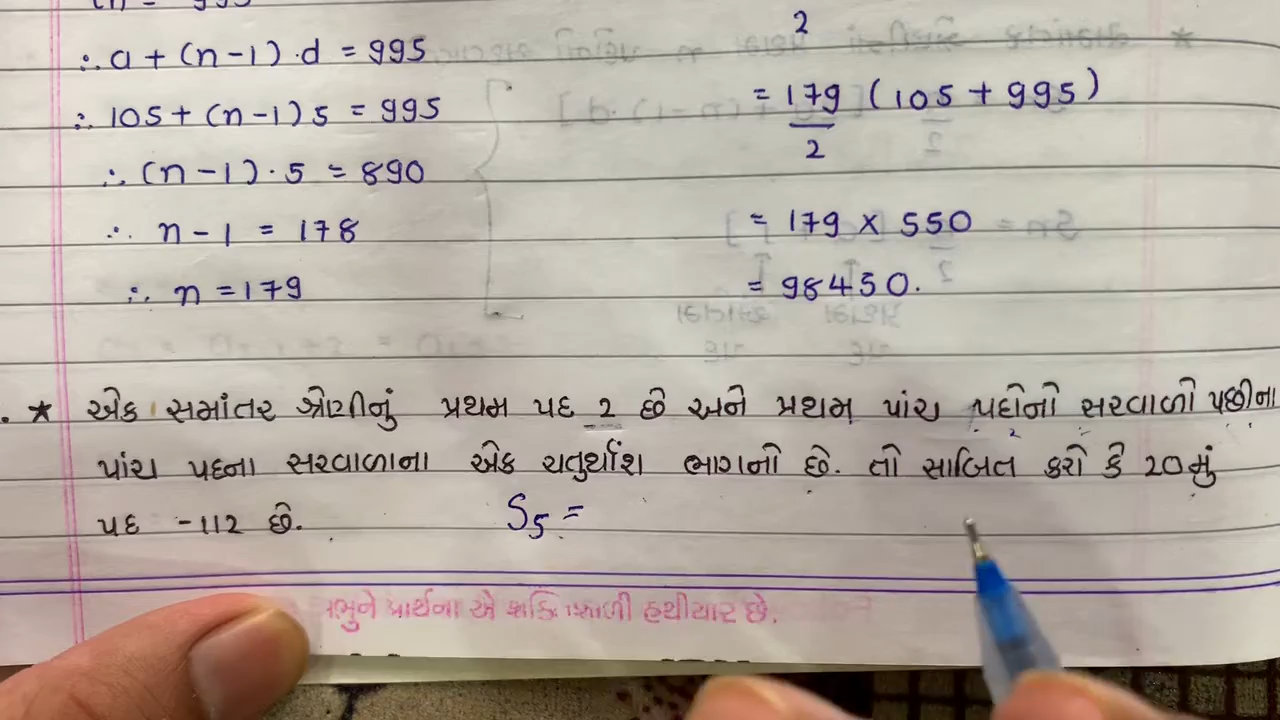 ∴ a + (n-1)·d = 995
∴ 105 + (n-1) 5 = 995
∴ (n-1)·5 = 890
∴ n-1 = 178
∴ n = 179
2
= 179/2 (105 + 995)
= 179 x 550
= 98450.
★ એક સમાંતર શ્રેણીનું પ્રથમ પદ 2 છે અને પ્રથમ પાંચ પદોનો સરવાળો પછીના
પાંચ પદના સરવાળાના એક ચતુર્થાંશ ભાગનો છે. તો સાબિત કરો કે 20નું
પદ -112 છે.
S5 =
પ્રાર્થના એ શક્તિશાળી હથીયાર છે.